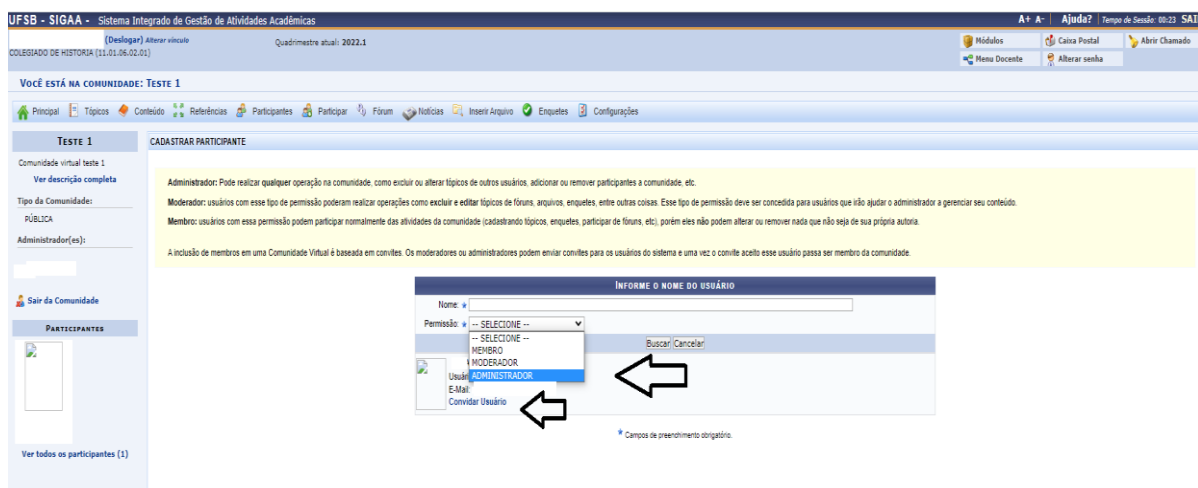 UFSB - SIGAA - Sistema Integrado de Gestão de Atividades Acadêmicas
A+ A- Ajuda? Tempo de Sessão: 00:23 SAI
(Deslogar) Alterar vínculo
Quadrimestre atual: 2022.1
COLEGIADO DE HISTORIA (11.01.06.02.01)
Módulos Caixa Postal Abrir Chamado
Menu Docente Alterar senha
VOCÊ ESTÁ NA COMUNIDADE: TESTE 1
Principal Tópicos Conteúdo Referências Participantes Participar Fórum Notícias Inserir Arquivo Enquetes Configurações
TESTE 1
Comunidade virtual teste 1
Ver descrição completa
Tipo da Comunidade:
PÚBLICA
Administrador(es):
Sair da Comunidade
PARTICIPANTES
Ver todos os participantes (1)
CADASTRAR PARTICIPANTE
Administrador: Pode realizar qualquer operação na comunidade, como excluir ou alterar tópicos de outros usuários, adicionar ou remover participantes a comunidade, etc.
Moderador: usuários com esse tipo de permissão poderam realizar operações como excluir e editar tópicos de fóruns, arquivos, enquetes, entre outras coisas. Esse tipo de permissão deve ser concedida para usuários que irão ajudar o administrador a gerenciar seu conteúdo.
Membro: usuários com essa permissão podem participar normalmente das atividades da comunidade (cadastrando tópicos, enquetes, participar de fóruns, etc), porém eles não podem alterar ou remover nada que não seja de sua própria autoria.
A inclusão de membros em uma Comunidade Virtual é baseada em convites. Os moderadores ou administradores podem enviar convites para os usuários do sistema e uma vez o convite aceito esse usuário passa ser membro da comunidade.
INFORME O NOME DO USUÁRIO
Nome:
Permissão: -- SELECIONE --
-- SELECIONE --
MEMBRO
MODERADOR
ADMINISTRADOR
Buscar Cancelar
Usuár
E-Mail:
Convidar Usuário
* Campos de preenchimento obrigatório.